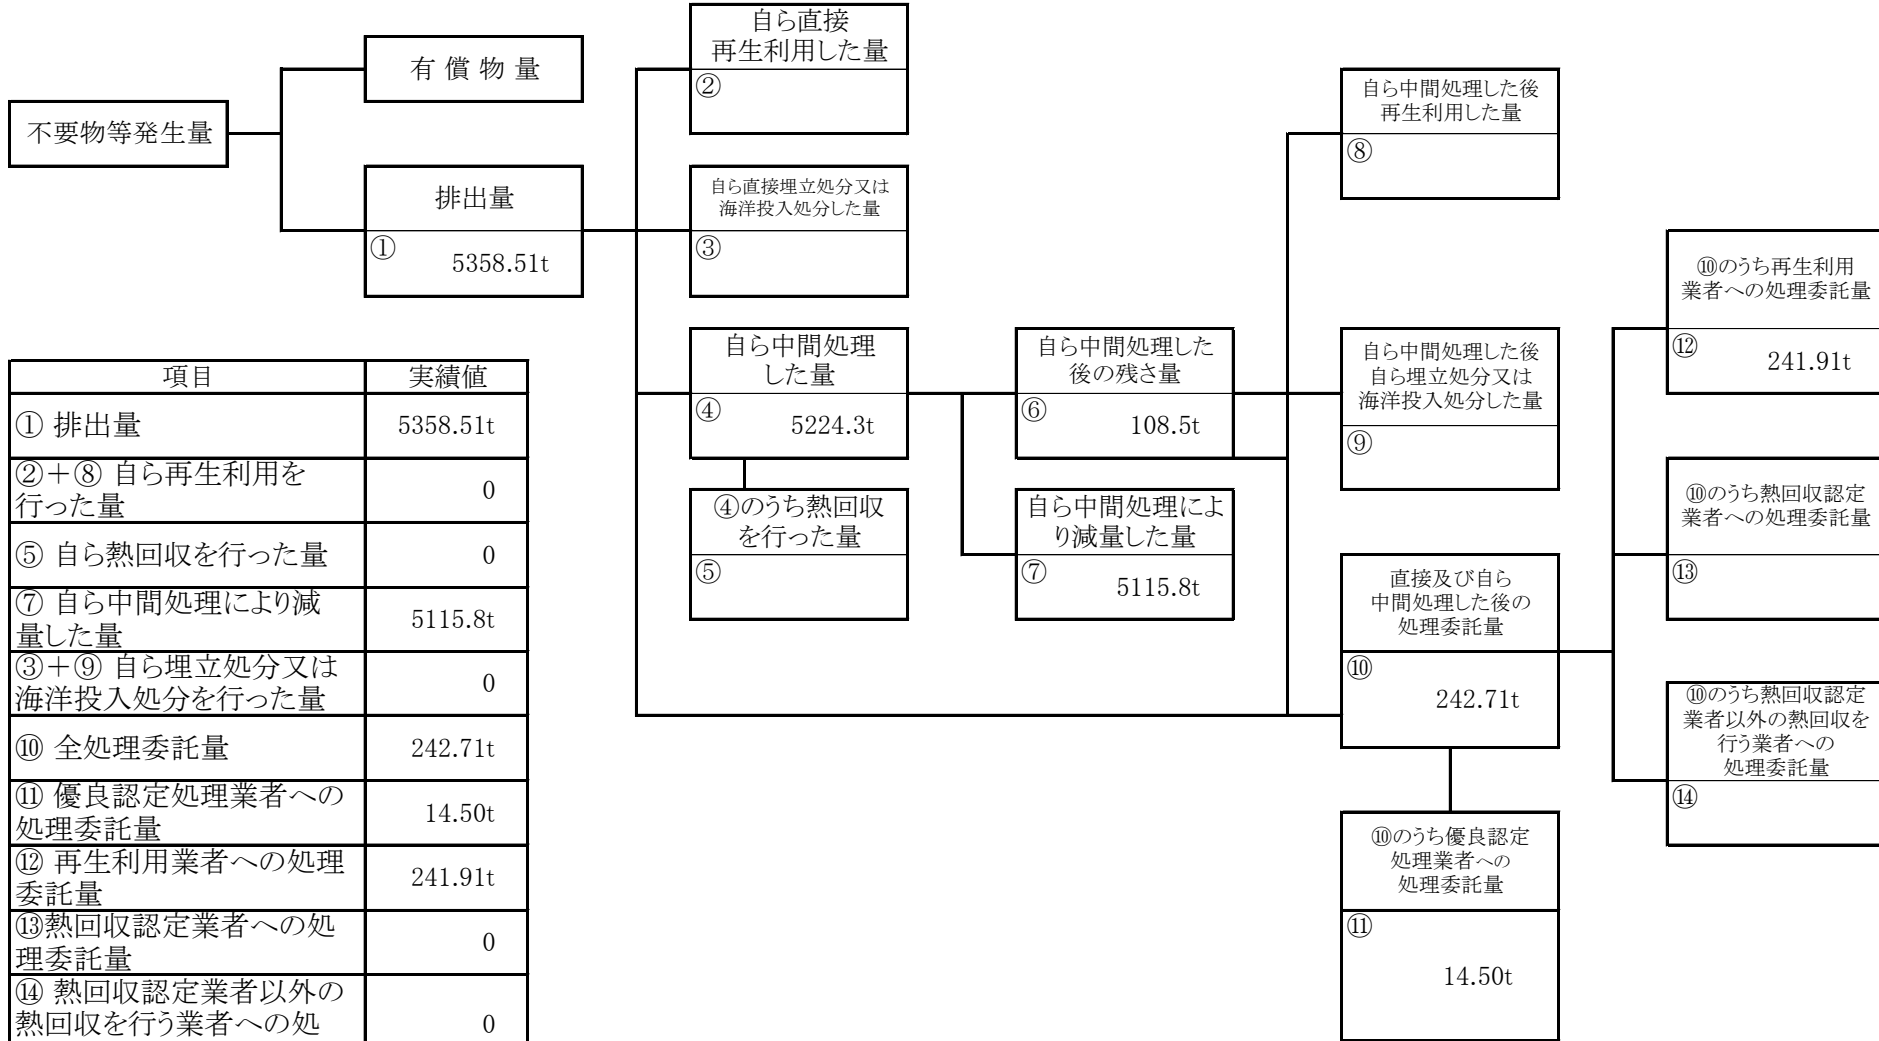 不要物等発生量
有 償 物 量
排出量
①
5358.51t
自ら直接
再生利用した量
②
自ら直接埋立処分又は
海洋投入処分した量
③
自ら中間処理
した量
④
5224.3t
④のうち熱回収
を行った量
⑤
自ら中間処理した
後の残さ量
⑥
108.5t
自ら中間処理によ
り減量した量
⑦
5115.8t
自ら中間処理した後
再生利用した量
⑧
自ら中間処理した後
自ら埋立処分又は
海洋投入処分した量
⑨
直接及び自ら
中間処理した後の
処理委託量
⑩
242.71t
⑩のうち優良認定
処理業者への
処理委託量
⑪
14.50t
⑩のうち再生利用
業者への処理委託量
⑫
241.91t
⑩のうち熱回収認定
業者への処理委託量
⑬
⑩のうち熱回収認定
業者以外の熱回収を
行う業者への
処理委託量
⑭
項目 実績値
① 排出量 5358.51t
②＋⑧ 自ら再生利用を
行った量 0
⑤ 自ら熱回収を行った量 0
⑦ 自ら中間処理により減
量した量 5115.8t
③＋⑨ 自ら埋立処分又は
海洋投入処分を行った量 0
⑩ 全処理委託量 242.71t
⑪ 優良認定処理業者への
処理委託量 14.50t
⑫ 再生利用業者への処理
委託量 241.91t
⑬熱回収認定業者への処
理委託量 0
⑭ 熱回収認定業者以外の
熱回収を行う業者への処 0